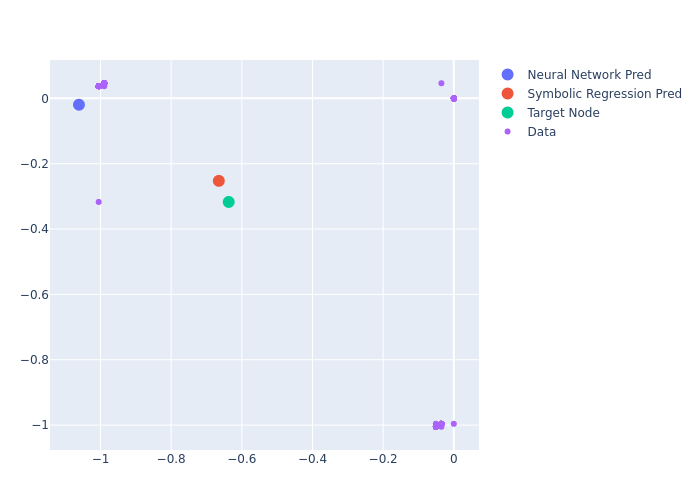 Neural Network Pred
Symbolic Regression Pred
Target Node
Data
0
−0.2
−0.4
−0.6
−0.8
−1
−1 −0.8 −0.6 −0.4 −0.2 0